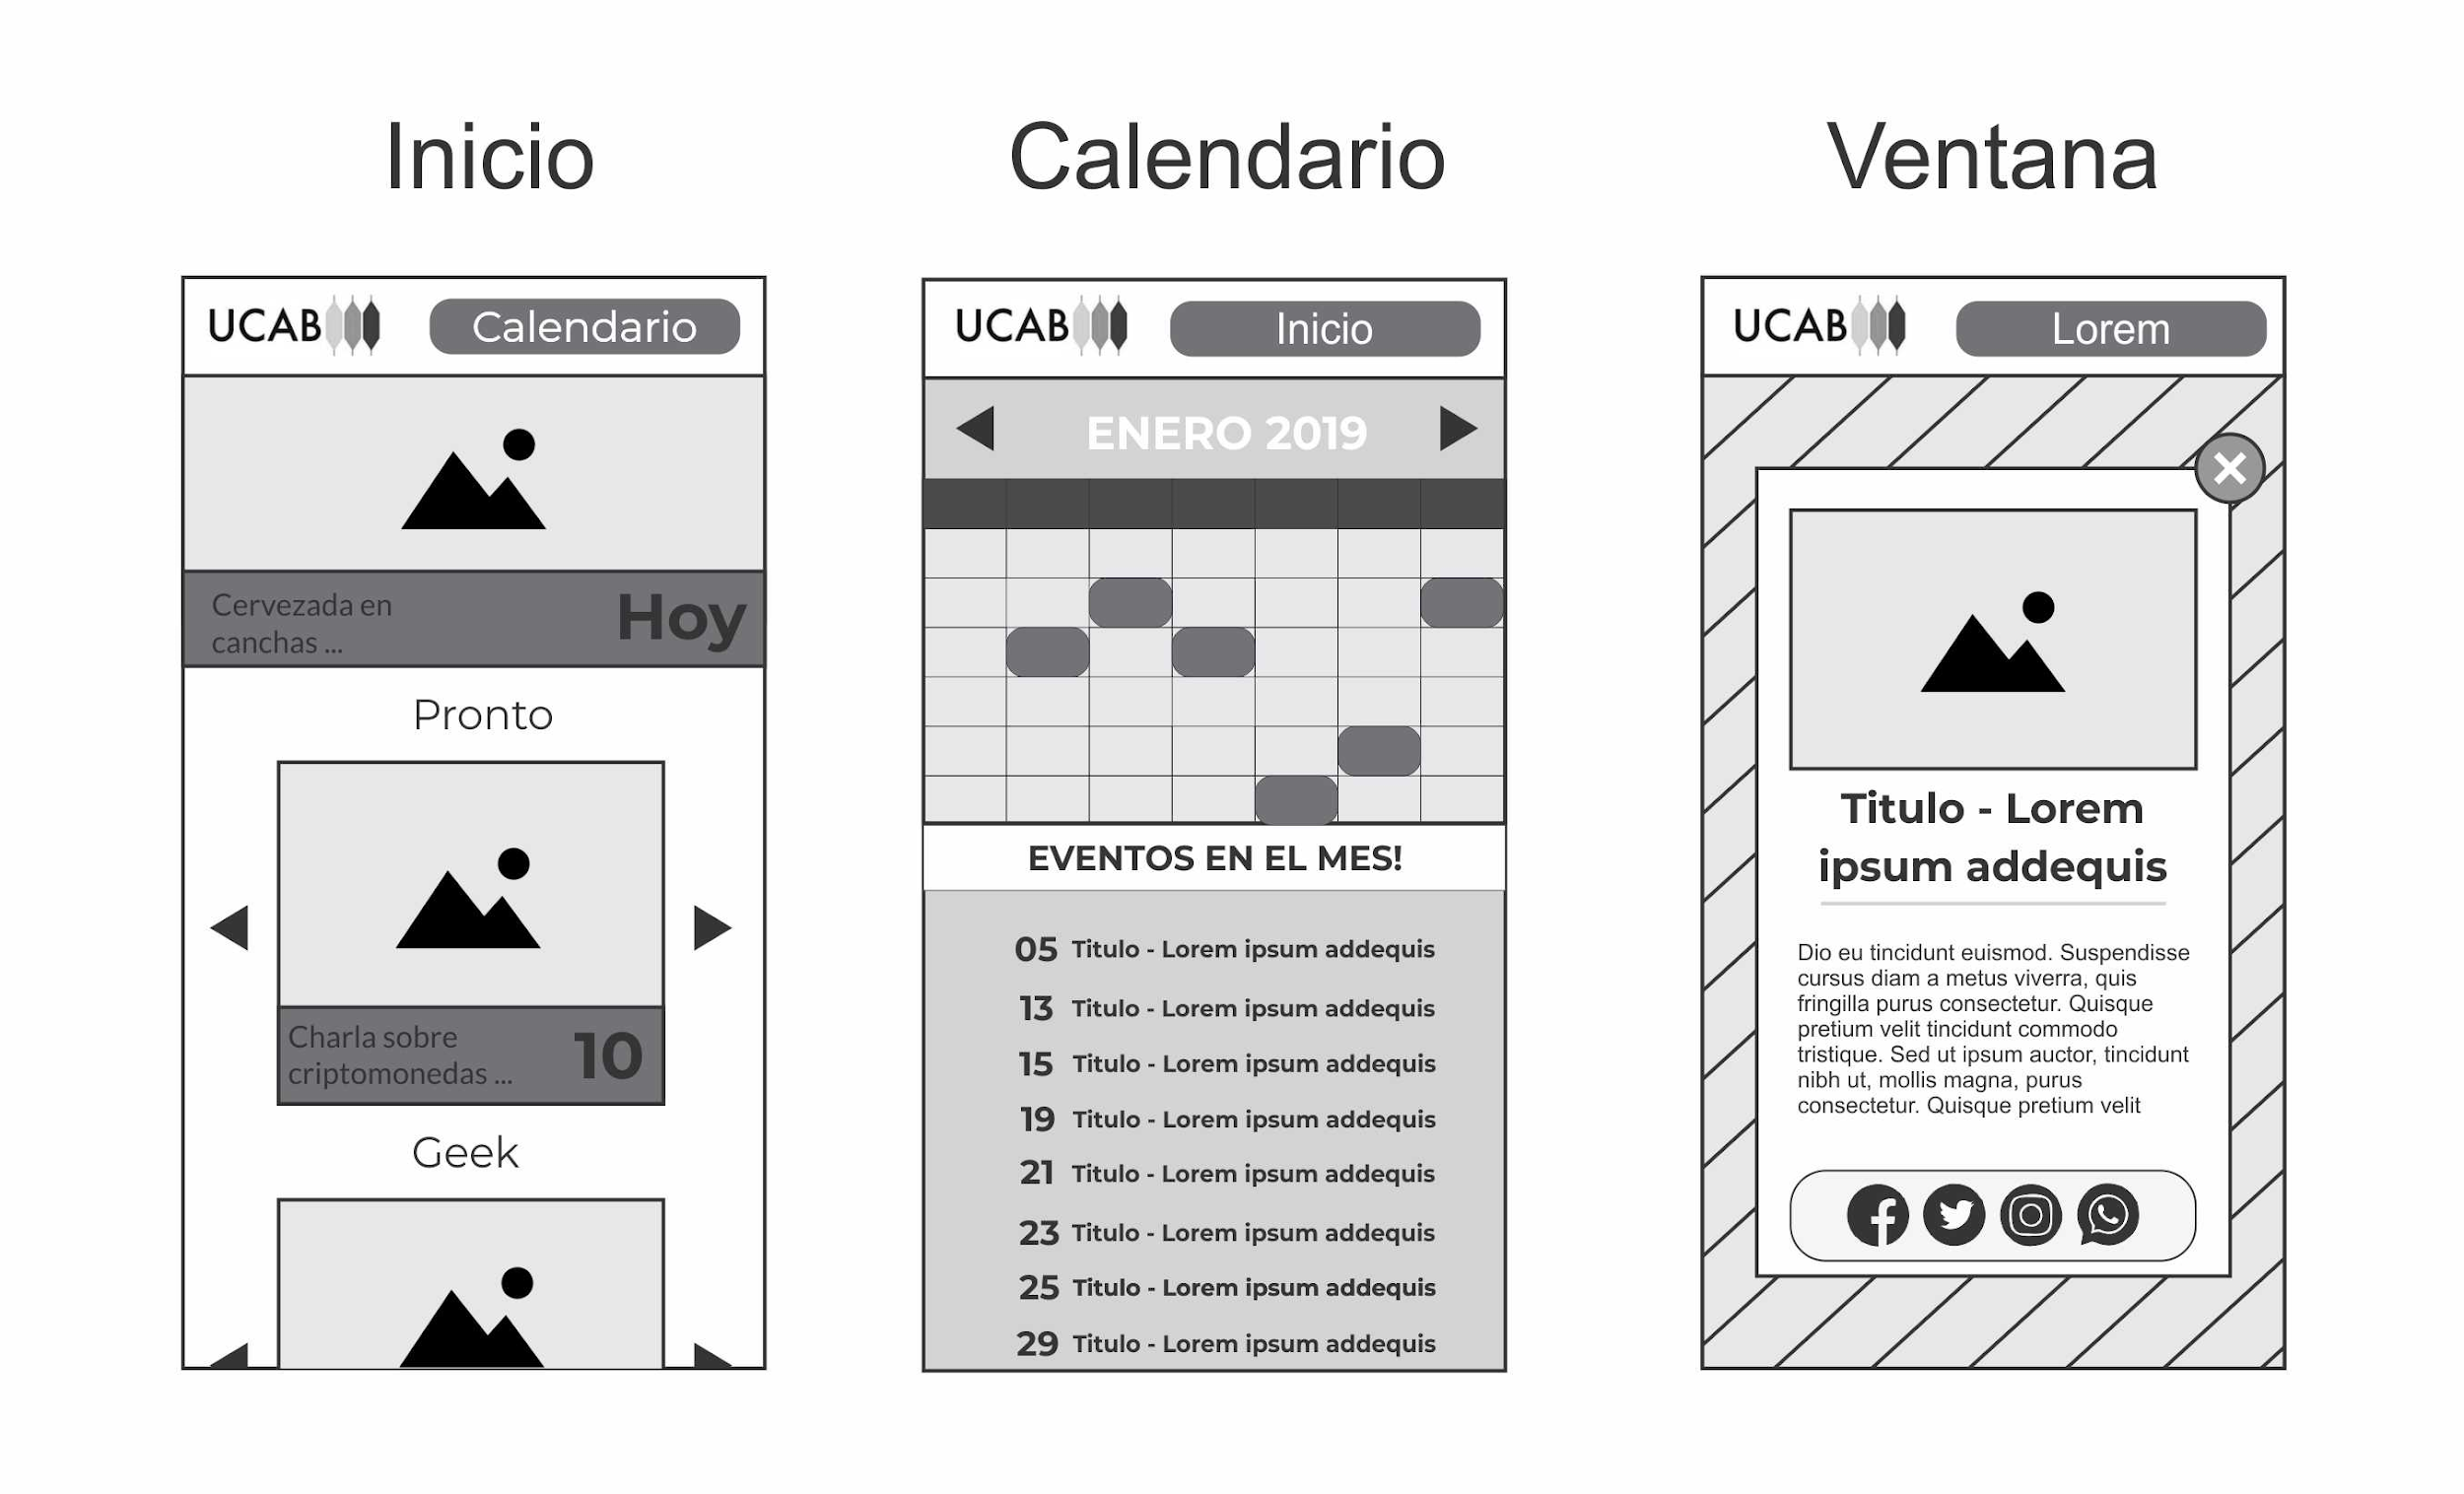 Inicio
UCAB
Calendario
Cervezada en
canchas ...
Hoy
Pronto
Charla sobre
criptomonedas ...
10
Geek
Calendario
UCAB
Inicio
ENERO 2019
EVENTOS EN EL MES!
05 Titulo - Lorem ipsum addequis
13 Titulo - Lorem ipsum addequis
15 Titulo - Lorem ipsum addequis
19 Titulo - Lorem ipsum addequis
21 Titulo - Lorem ipsum addequis
23 Titulo - Lorem ipsum addequis
25 Titulo - Lorem ipsum addequis
29 Titulo - Lorem ipsum addequis
Ventana
UCAB
Lorem
Titulo - Lorem
ipsum addequis
Dio eu tincidunt euismod. Suspendisse
cursus diam a metus viverra, quis
fringilla purus consectetur. Quisque
pretium velit tincidunt commodo
tristique. Sed ut ipsum auctor, tincidunt
nibh ut, mollis magna, purus
consectetur. Quisque pretium velit